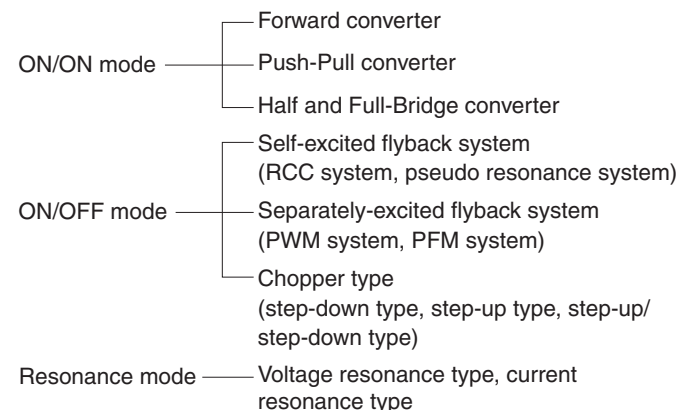 Forward converter
ON/ON mode
Push-Pull converter
Half and Full-Bridge converter
Self-excited flyback system
(RCC system, pseudo resonance system)
ON/OFF mode
Separately-excited flyback system
(PWM system, PFM system)
Chopper type
(step-down type, step-up type, step-up/
step-down type)
Resonance mode
Voltage resonance type, current
resonance type